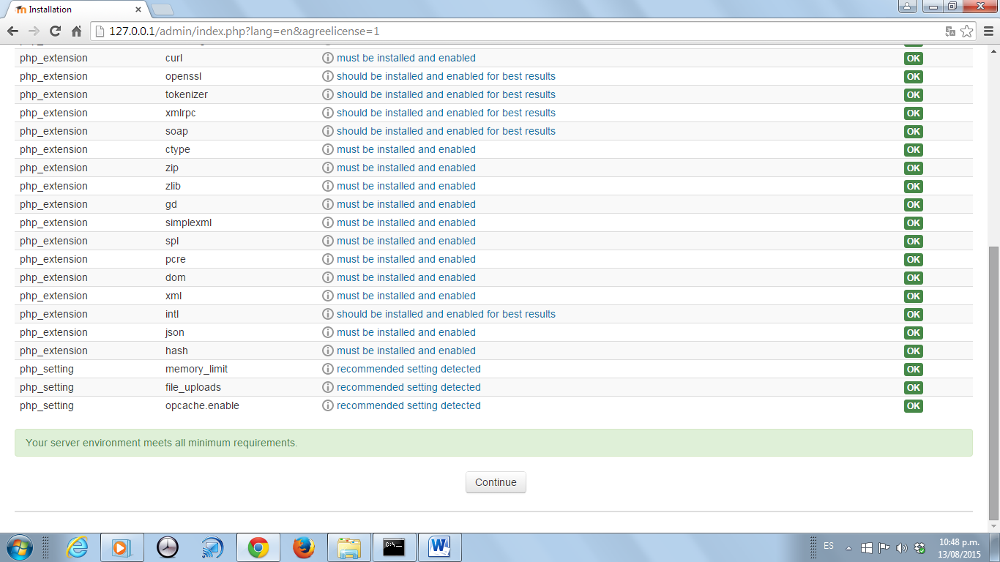 Installation
127.0.0.1/admin/index.php?lang=en&agreelicense=1
php_extension curl must be installed and enabled OK
php_extension openssl should be installed and enabled for best results OK
php_extension tokenizer should be installed and enabled for best results OK
php_extension xmlrpc should be installed and enabled for best results OK
php_extension soap should be installed and enabled for best results OK
php_extension ctype must be installed and enabled OK
php_extension zip must be installed and enabled OK
php_extension zlib must be installed and enabled OK
php_extension gd must be installed and enabled OK
php_extension simplexml must be installed and enabled OK
php_extension spl must be installed and enabled OK
php_extension pcre must be installed and enabled OK
php_extension dom must be installed and enabled OK
php_extension xml must be installed and enabled OK
php_extension intl should be installed and enabled for best results OK
php_extension json must be installed and enabled OK
php_extension hash must be installed and enabled OK
php_setting memory_limit recommended setting detected OK
php_setting file_uploads recommended setting detected OK
php_setting opcache.enable recommended setting detected OK
Your server environment meets all minimum requirements.
Continue
ES
10:48 p.m.
13/08/2015